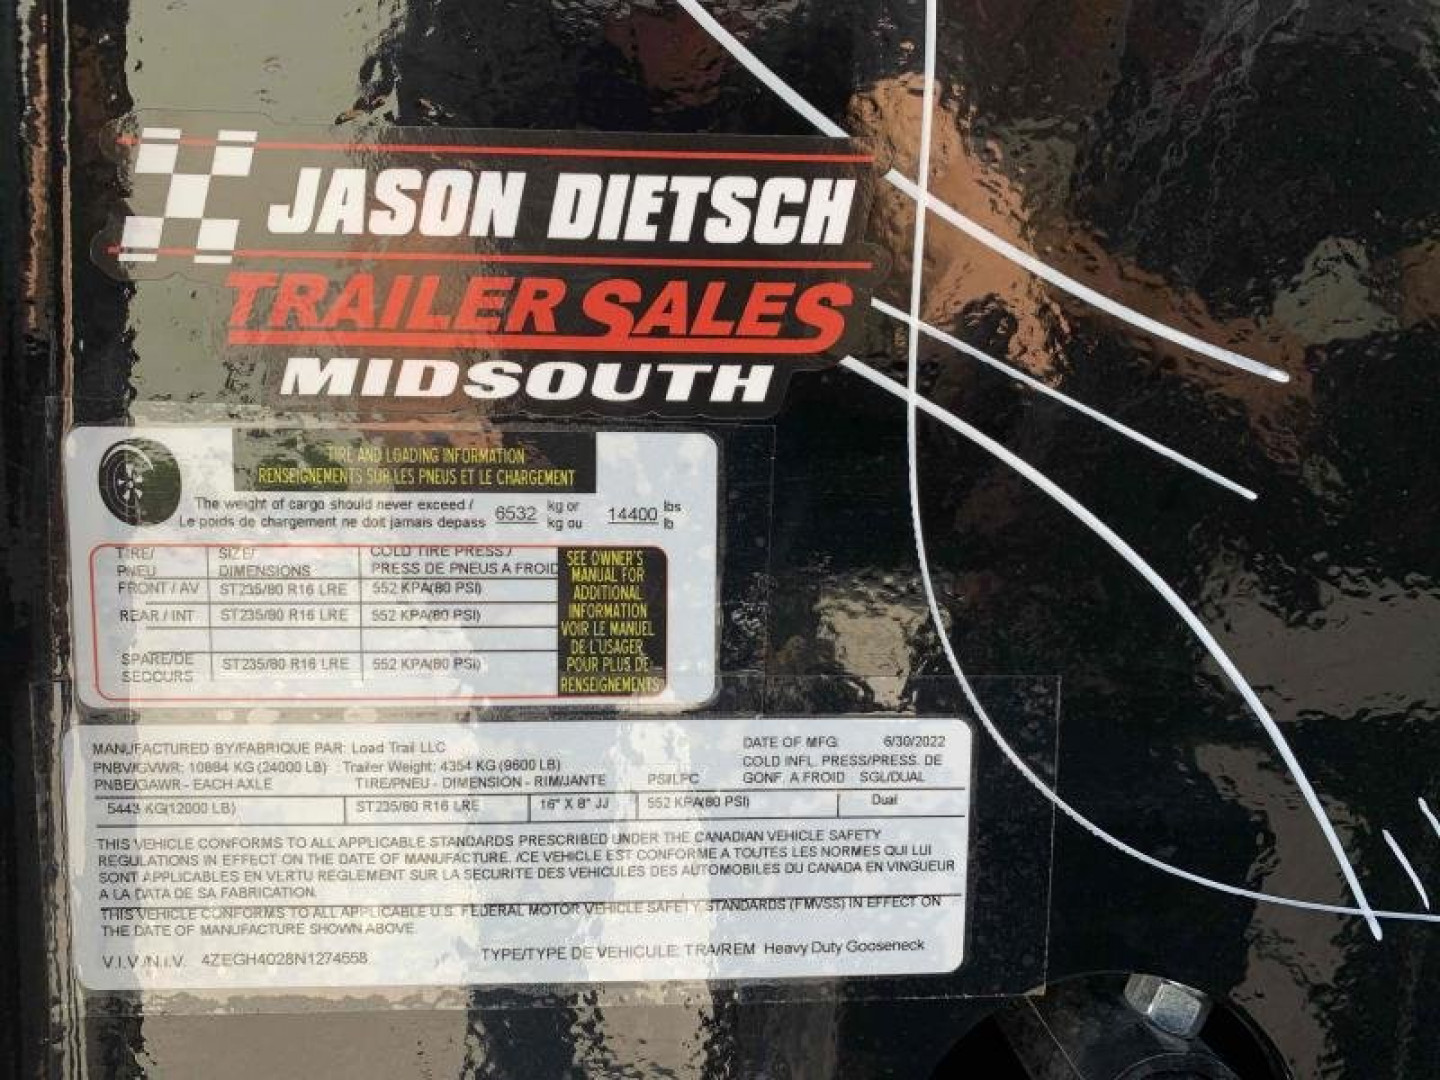 JASON DIETSCH
TRAILER SALES
MIDSOUTH
TIRE AND LOADING INFORMATION
RENSEIGNEMENTS SUR LES PNEUS ET LE CHARGEMENT
The weight of cargo should never exceed / 6532 kg or 14400 lbs
Le poids de chargement ne doit jamais depass kg ou lb
TIRE/ SIZE/ COLD TIRE PRESS./
PNEU DIMENSIONS PRESS DE PNEUS A FROID
FRONT / AV ST235/80 R16 LRE 552 KPA(80 PSI)
REAR / INT ST235/80 R16 LRE 552 KPA(80 PSI)
SPARE/DE ST235/80 R16 LRE 552 KPA(80 PSI)
SECOURS
SEE OWNER'S
MANUAL FOR
ADDITIONAL
INFORMATION
VOIR LE MANUEL
DE L'USAGER
POUR PLUS DE
RENSEIGNEMENTS
MANUFACTURED BY/FABRIQUE PAR: Load Trail LLC DATE OF MFG: 6/30/2022
PNBV/GVWR: 10884 KG (24000 LB) Trailer Weight: 4354 KG (9600 LB) COLD INFL. PRESS/PRESS. DE
PNBE/GAWR - EACH AXLE TIRE/PNEU - DIMENSION - RIM/JANTE PSI/LPC GONF. A FROID SGL/DUAL
5443 KG(12000 LB) ST235/80 R16 LRE 16" X 8" JJ 552 KPA(80 PSI) Dual
THIS VEHICLE CONFORMS TO ALL APPLICABLE STANDARDS PRESCRIBED UNDER THE CANADIAN VEHICLE SAFETY
REGULATIONS IN EFFECT ON THE DATE OF MANUFACTURE. /CE VEHICLE EST CONFORME A TOUTES LES NORMES QUI LUI
SONT APPLICABLES EN VERTU REGLEMENT SUR LA SECURITE DES VEHICULES DES AUTOMOBILES DU CANADA EN VINGUEUR
A LA DATA DE SA FABRICATION.
THIS VEHICLE CONFORMS TO ALL APPLICABLE U.S. FEDERAL MOTOR VEHICLE SAFETY STANDARDS (FMVSS) IN EFFECT ON
THE DATE OF MANUFACTURE SHOWN ABOVE.
V.I.V./N.I.V. 4ZEGH4028N1274558 TYPE/TYPE DE VEHICULE: TRA/REM Heavy Duty Gooseneck